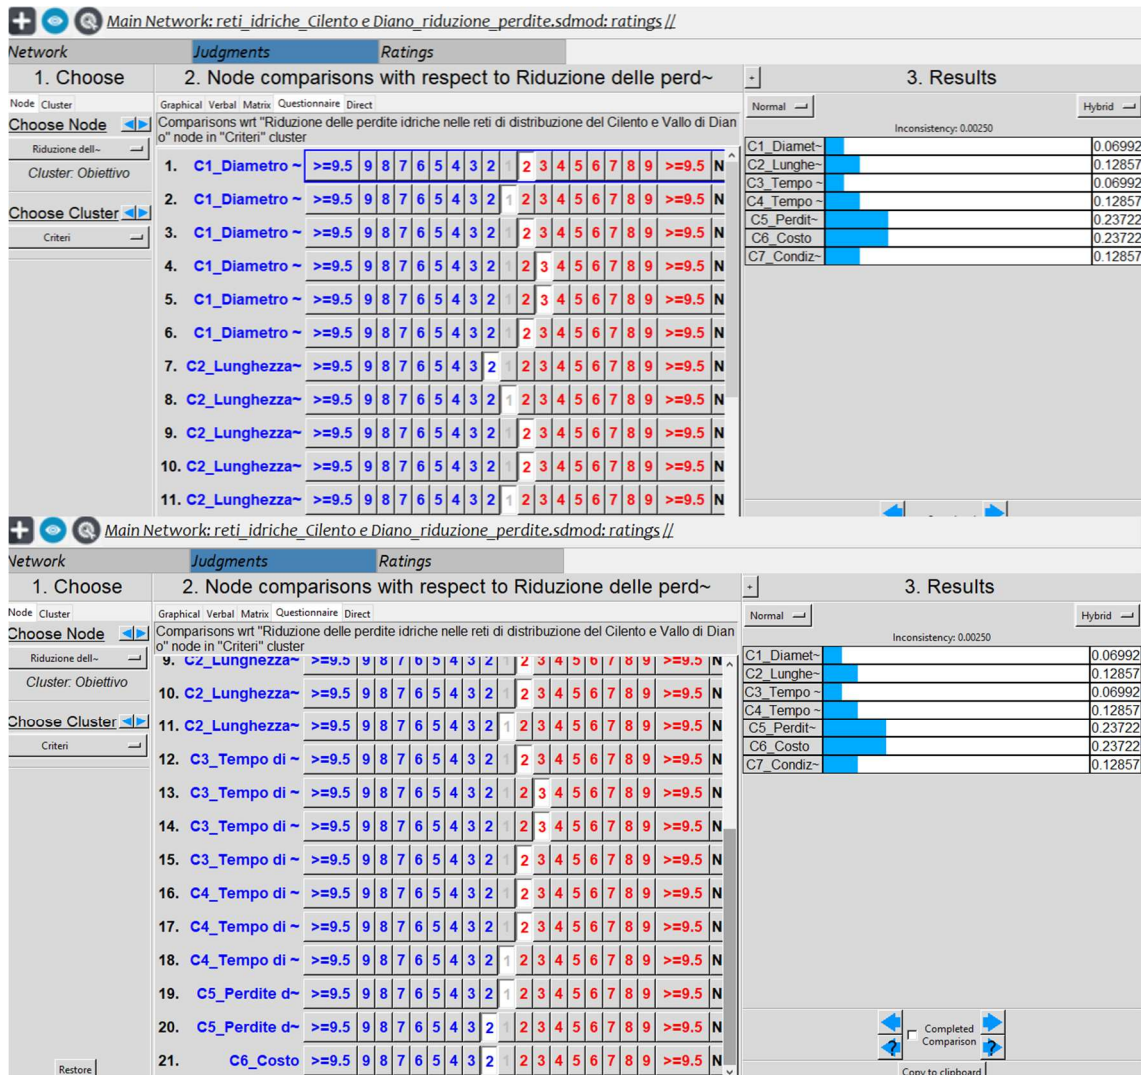 Main Network: reti_idriche_Cilento e Diano_riduzione_perdite.sdmod: ratings //
Network Judgments Ratings
1. Choose 2. Node comparisons with respect to Riduzione delle perd~ + 3. Results
Node Cluster Graphical Verbal Matrix Questionnaire Direct Normal Hybrid
Choose Node Comparisons wrt "Riduzione delle perdite idriche nelle reti di distribuzione del Cilento e Vallo di Dian
o" node in "Criteri" cluster
Riduzione dell~
Cluster: Obiettivo
Choose Cluster
Criteri
1. C1_Diametro ~ >=9.5 9 8 7 6 5 4 3 2 1 2 3 4 5 6 7 8 9 >=9.5 N
2. C1_Diametro ~ >=9.5 9 8 7 6 5 4 3 2 1 2 3 4 5 6 7 8 9 >=9.5 N
3. C1_Diametro ~ >=9.5 9 8 7 6 5 4 3 2 1 2 3 4 5 6 7 8 9 >=9.5 N
4. C1_Diametro ~ >=9.5 9 8 7 6 5 4 3 2 1 2 3 4 5 6 7 8 9 >=9.5 N
5. C1_Diametro ~ >=9.5 9 8 7 6 5 4 3 2 1 2 3 4 5 6 7 8 9 >=9.5 N
6. C1_Diametro ~ >=9.5 9 8 7 6 5 4 3 2 1 2 3 4 5 6 7 8 9 >=9.5 N
7. C2_Lunghezza~ >=9.5 9 8 7 6 5 4 3 2 1 2 3 4 5 6 7 8 9 >=9.5 N
8. C2_Lunghezza~ >=9.5 9 8 7 6 5 4 3 2 1 2 3 4 5 6 7 8 9 >=9.5 N
9. C2_Lunghezza~ >=9.5 9 8 7 6 5 4 3 2 1 2 3 4 5 6 7 8 9 >=9.5 N
10. C2_Lunghezza~ >=9.5 9 8 7 6 5 4 3 2 1 2 3 4 5 6 7 8 9 >=9.5 N
11. C2_Lunghezza~ >=9.5 9 8 7 6 5 4 3 2 1 2 3 4 5 6 7 8 9 >=9.5 N
Inconsistency: 0.00250
C1_Diamet~ 0.06992
C2_Lunghe~ 0.12857
C3_Tempo ~ 0.06992
C4_Tempo ~ 0.12857
C5_Perdit~ 0.23722
C6_Costo 0.23722
C7_Condiz~ 0.12857
Main Network: reti_idriche_Cilento e Diano_riduzione_perdite.sdmod: ratings //
Network Judgments Ratings
1. Choose 2. Node comparisons with respect to Riduzione delle perd~ + 3. Results
Node Cluster Graphical Verbal Matrix Questionnaire Direct Normal Hybrid
Choose Node Comparisons wrt "Riduzione delle perdite idriche nelle reti di distribuzione del Cilento e Vallo di Dian
o" node in "Criteri" cluster
Riduzione dell~
Cluster: Obiettivo
Choose Cluster
Criteri
9. C2_Lunghezza~ >=9.5 9 8 7 6 5 4 3 2 1 2 3 4 5 6 7 8 9 >=9.5 N
10. C2_Lunghezza~ >=9.5 9 8 7 6 5 4 3 2 1 2 3 4 5 6 7 8 9 >=9.5 N
11. C2_Lunghezza~ >=9.5 9 8 7 6 5 4 3 2 1 2 3 4 5 6 7 8 9 >=9.5 N
12. C3_Tempo di ~ >=9.5 9 8 7 6 5 4 3 2 1 2 3 4 5 6 7 8 9 >=9.5 N
13. C3_Tempo di ~ >=9.5 9 8 7 6 5 4 3 2 1 2 3 4 5 6 7 8 9 >=9.5 N
14. C3_Tempo di ~ >=9.5 9 8 7 6 5 4 3 2 1 2 3 4 5 6 7 8 9 >=9.5 N
15. C3_Tempo di ~ >=9.5 9 8 7 6 5 4 3 2 1 2 3 4 5 6 7 8 9 >=9.5 N
16. C4_Tempo di ~ >=9.5 9 8 7 6 5 4 3 2 1 2 3 4 5 6 7 8 9 >=9.5 N
17. C4_Tempo di ~ >=9.5 9 8 7 6 5 4 3 2 1 2 3 4 5 6 7 8 9 >=9.5 N
18. C4_Tempo di ~ >=9.5 9 8 7 6 5 4 3 2 1 2 3 4 5 6 7 8 9 >=9.5 N
19. C5_Perdite d~ >=9.5 9 8 7 6 5 4 3 2 1 2 3 4 5 6 7 8 9 >=9.5 N
20. C5_Perdite d~ >=9.5 9 8 7 6 5 4 3 2 1 2 3 4 5 6 7 8 9 >=9.5 N
21. C6_Costo >=9.5 9 8 7 6 5 4 3 2 1 2 3 4 5 6 7 8 9 >=9.5 N
Restore
Inconsistency: 0.00250
C1_Diamet~ 0.06992
C2_Lunghe~ 0.12857
C3_Tempo ~ 0.06992
C4_Tempo ~ 0.12857
C5_Perdit~ 0.23722
C6_Costo 0.23722
C7_Condiz~ 0.12857
Completed
Comparison
? ?
Copy to clipboard